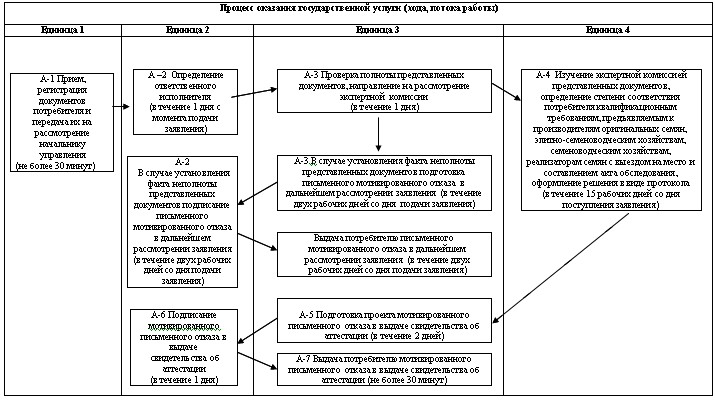 Процесс оказания государственной услуги (хода, потока работы)
Единица 1
Единица 2
Единица 3
Единица 4
А-1 Прием,
регистрация
документов
потребителя и
передача их на
рассмотрение
начальнику
управления
(не более 30 минут)
А –2 Определение
ответственного
исполнителя
(в течение 1 дня с
момента подачи
заявления)
А-3 Проверка полноты представленных
документов, направление на рассмотрение
экспертной комиссии
(в течение 1 дня)
А-4 Изучение экспертной комиссией
представленных документов,
определение степени соответствия
потребителя квалификационным
требованиям, предъявляемым к
производителям оригинальных семян,
элитно-семеноводческим хозяйствам,
семеноводческим хозяйствам,
реализаторам семян с выездом на место и
составлением акта обследования,
оформление решения в виде протокола
(в течение 15 рабочих дней со дня
поступления заявления)
А-2
В случае установления
факта неполноты
представленных
документов подписание
письменного
мотивированного отказа
в дальнейшем
рассмотрении заявления
(в течение двух рабочих
дней со дня подачи
заявления)
А-3.В случае установления факта неполноты
представленных документов подготовка
письменного мотивированного отказа в
дальнейшем рассмотрении заявления (в течение
двух рабочих дней со дня подачи заявления)
Выдача потребителю письменного
мотивированного отказа в дальнейшем
рассмотрении заявления (в течение двух
рабочих дней со дня подачи заявления)
А-6 Подписание
мотивированного
письменного отказа в
выдаче
свидетельства об
аттестации
(в течение 1 дня)
А-5 Подготовка проекта мотивированного
письменного отказа в выдаче свидетельства об
аттестации (в течение 2 дней)
А-7 Выдача потребителю мотивированного
письменного отказа в выдаче свидетельства об
аттестации (не более 30 минут)